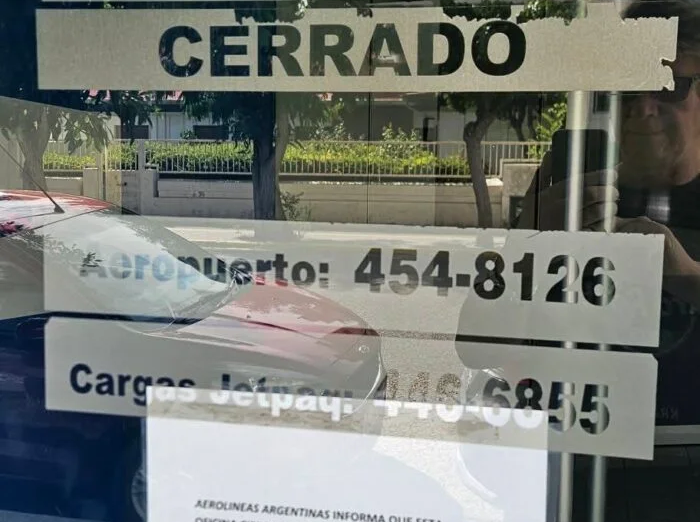 CERRADO
Aeropuerto: 454-8126
Cargas Jetpaq: 446-6855
AEROLINEAS ARGENTINAS INFORMA QUE ESTA